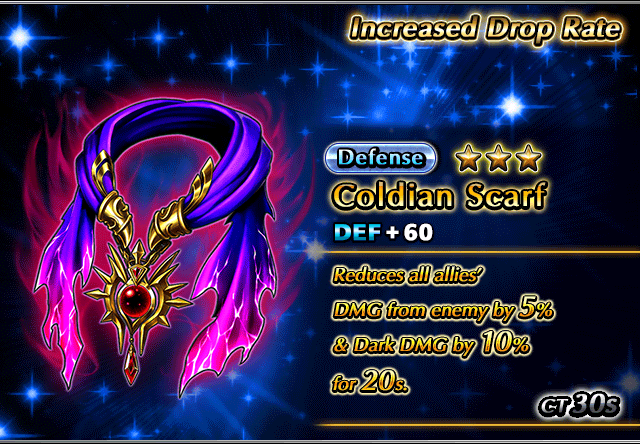 Increased Drop Rate
Defense
Coldian Scarf
DEF + 60
Reduces all allies'
DMG from enemy by 5%
& Dark DMG by 10%
for 20s.
CT 30s